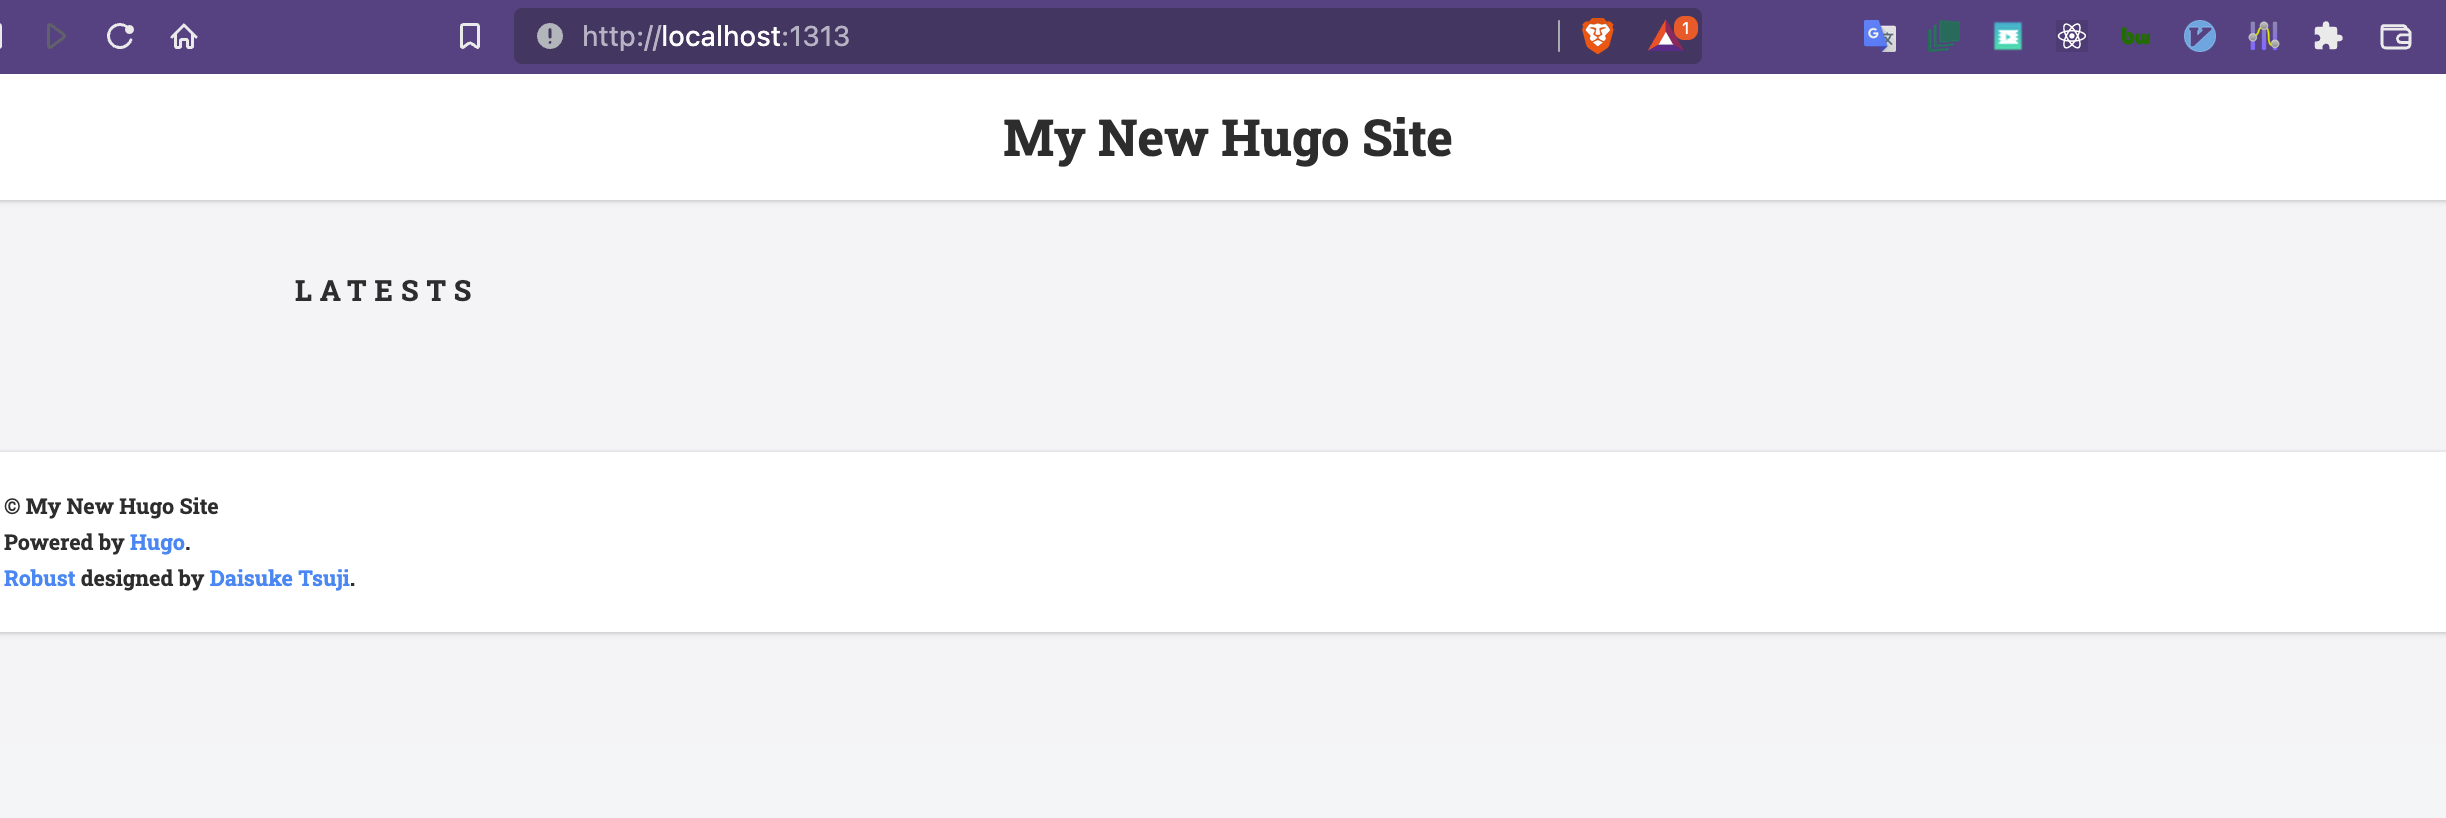 http://localhost:1313
1
My New Hugo Site
LATESTS
© My New Hugo Site
Powered by Hugo.
Robust designed by Daisuke Tsuji.